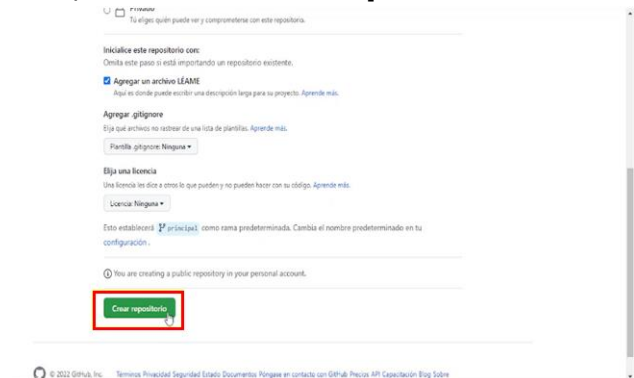 Privado
Tú eliges quién puede ver y comprometerse con este repositorio.
Inicialice este repositorio con:
Omita este paso si está importando un repositorio existente.
Agregar un archivo LÉAME
Aquí es donde puede escribir una descripción larga para su proyecto. Aprende más.
Agregar .gitignore
Elija qué archivos no rastrear de una lista de plantillas. Aprende más.
Plantilla .gitignore: Ninguna
Elija una licencia
Una licencia les dice a otros lo que pueden y no pueden hacer con su código. Aprende más.
Licencia: Ninguna
Esto establecerá principal como rama predeterminada. Cambia el nombre predeterminado en tu
configuración .
You are creating a public repository in your personal account.
Crear repositorio
© 2022 GitHub, Inc. Términos Privacidad Seguridad Estado Documentos Póngase en contacto con GitHub Precios API Capacitación Blog Sobre